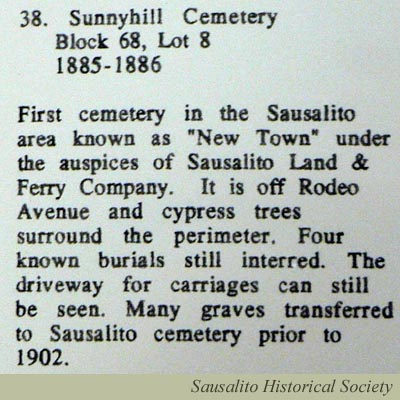 38. Sunnyhill Cemetery
Block 68, Lot 8
1885-1886
First cemetery in the Sausalito
area known as "New Town" under
the auspices of Sausalito Land &
Ferry Company. It is off Rodeo
Avenue and cypress trees
surround the perimeter. Four
known burials still interred. The
driveway for carriages can still
be seen. Many graves transferred
to Sausalito cemetery prior to
1902.
Sausalito Historical Society